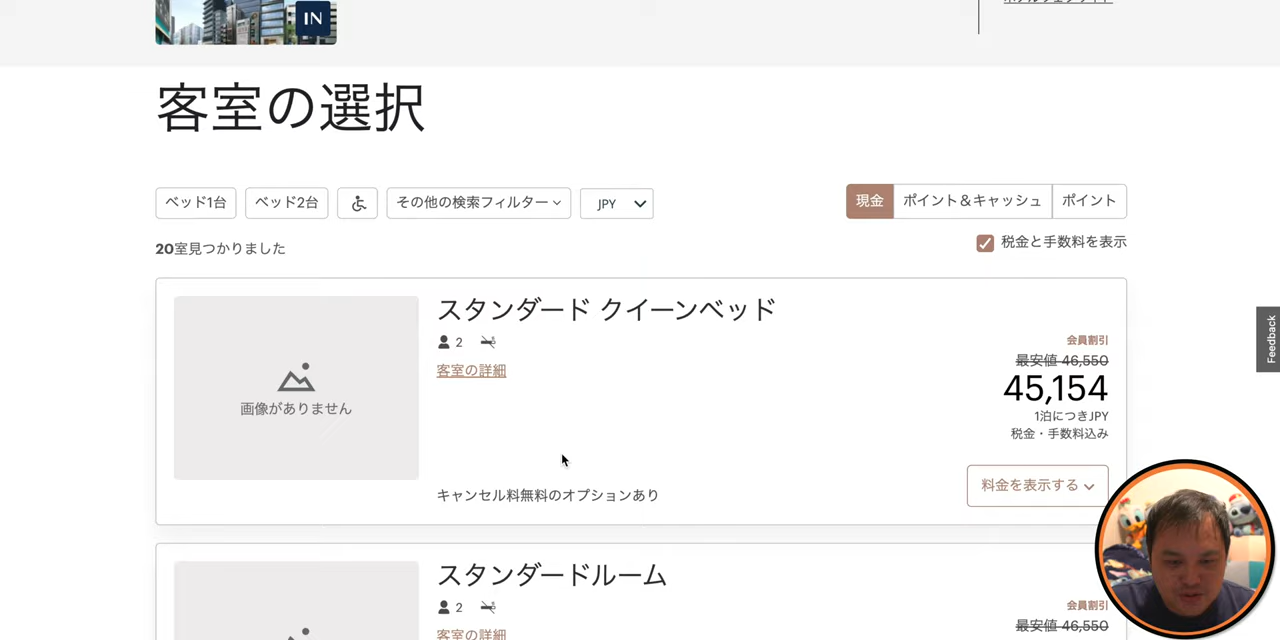 IN
客室の選択
ベッド1台
ベッド2台
その他の検索フィルター
JPY
現金
ポイント&キャッシュ
ポイント
20室見つかりました
税金と手数料を表示
スタンダード クイーンベッド
2
客室の詳細
画像がありません
キャンセル料無料のオプションあり
会員割引
最安値 46,550
45,154
1泊につきJPY
税金・手数料込み
料金を表示する
Feedback
スタンダードルーム
2
客室の詳細
会員割引
最安値 46,550